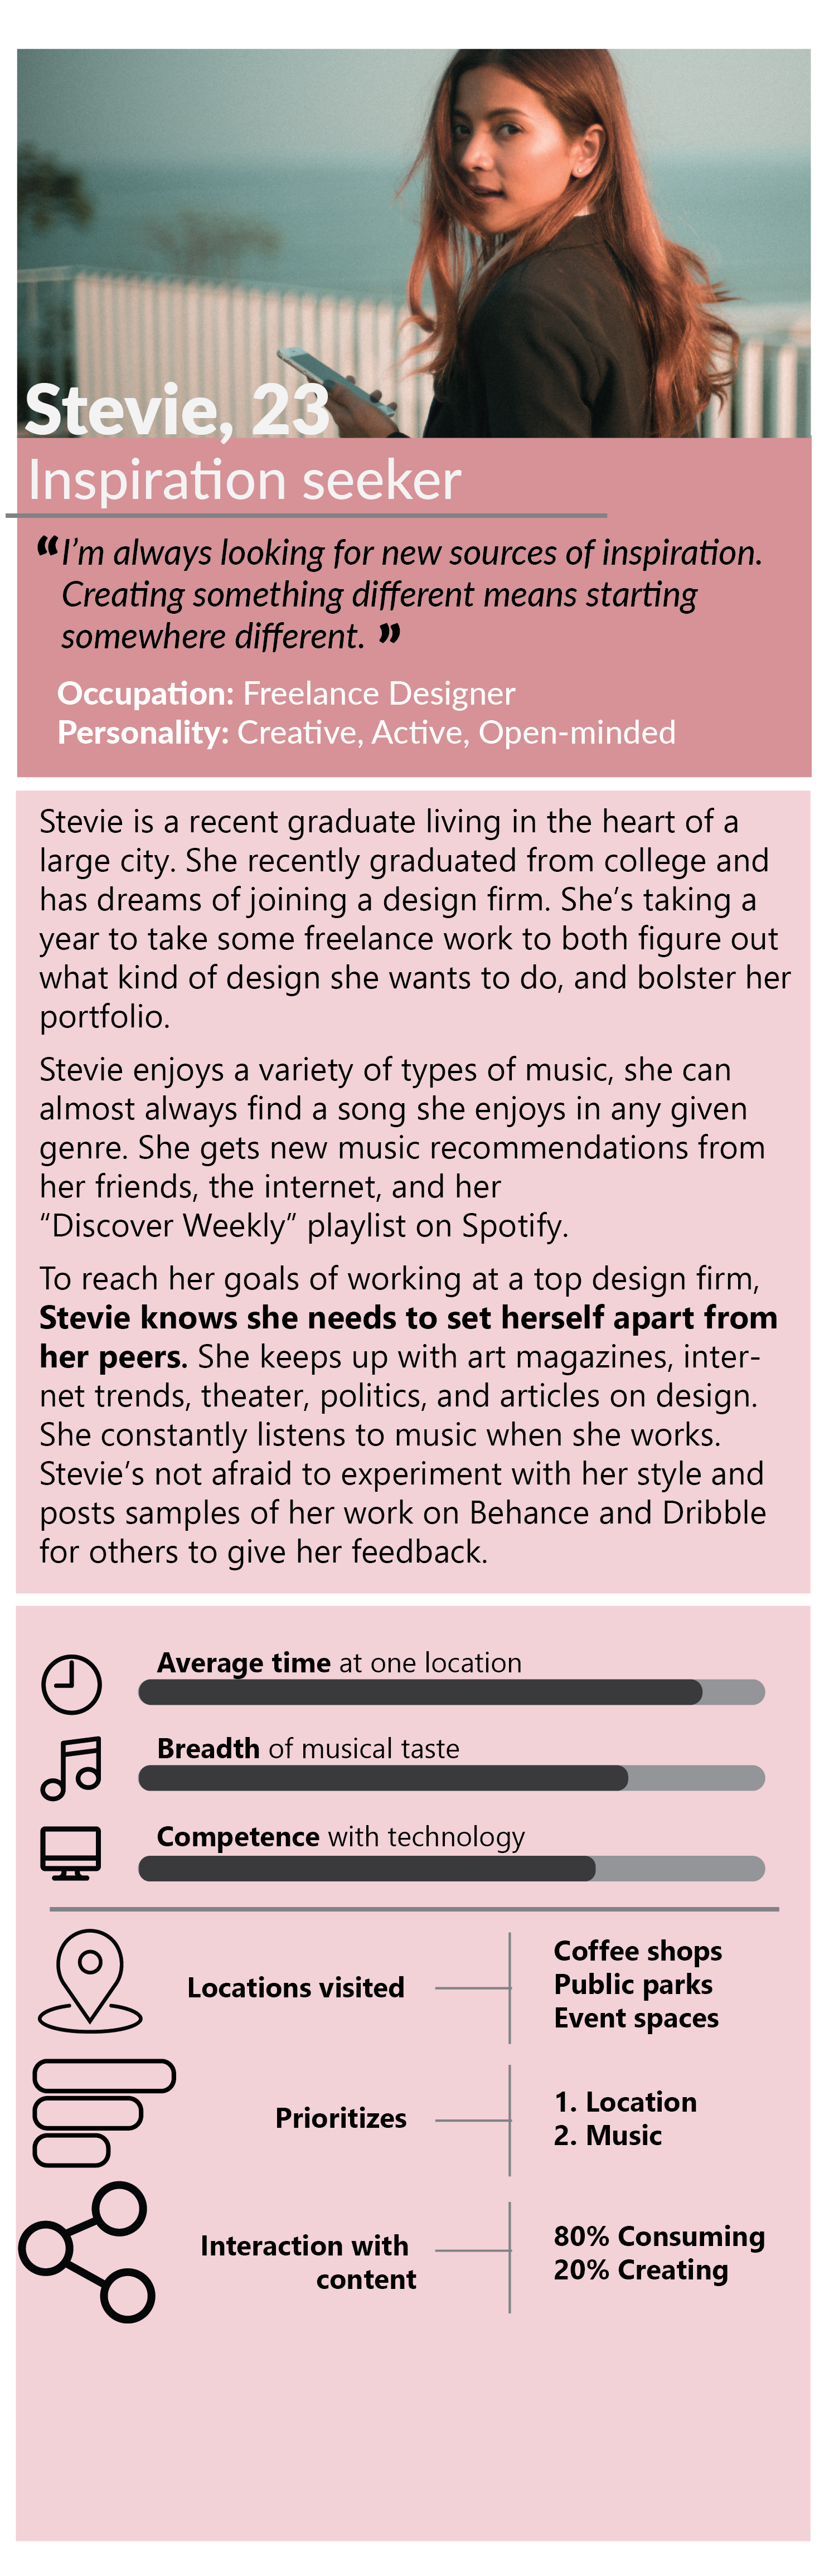 Stevie, 23
Inspiration seeker
“I’m always looking for new sources of inspiration.
Creating something different means starting
somewhere different. ”
Occupation: Freelance Designer
Personality: Creative, Active, Open-minded
Stevie is a recent graduate living in the heart of a
large city. She recently graduated from college and
has dreams of joining a design firm. She’s taking a
year to take some freelance work to both figure out
what kind of design she wants to do, and bolster her
portfolio.
Stevie enjoys a variety of types of music, she can
almost always find a song she enjoys in any given
genre. She gets new music recommendations from
her friends, the internet, and her
“Discover Weekly” playlist on Spotify.
To reach her goals of working at a top design firm,
Stevie knows she needs to set herself apart from
her peers. She keeps up with art magazines, inter-
net trends, theater, politics, and articles on design.
She constantly listens to music when she works.
Stevie’s not afraid to experiment with her style and
posts samples of her work on Behance and Dribble
for others to give her feedback.
Average time at one location
Breadth of musical taste
Competence with technology
Locations visited
Coffee shops
Public parks
Event spaces
Prioritizes
1. Location
2. Music
Interaction with
content
80% Consuming
20% Creating